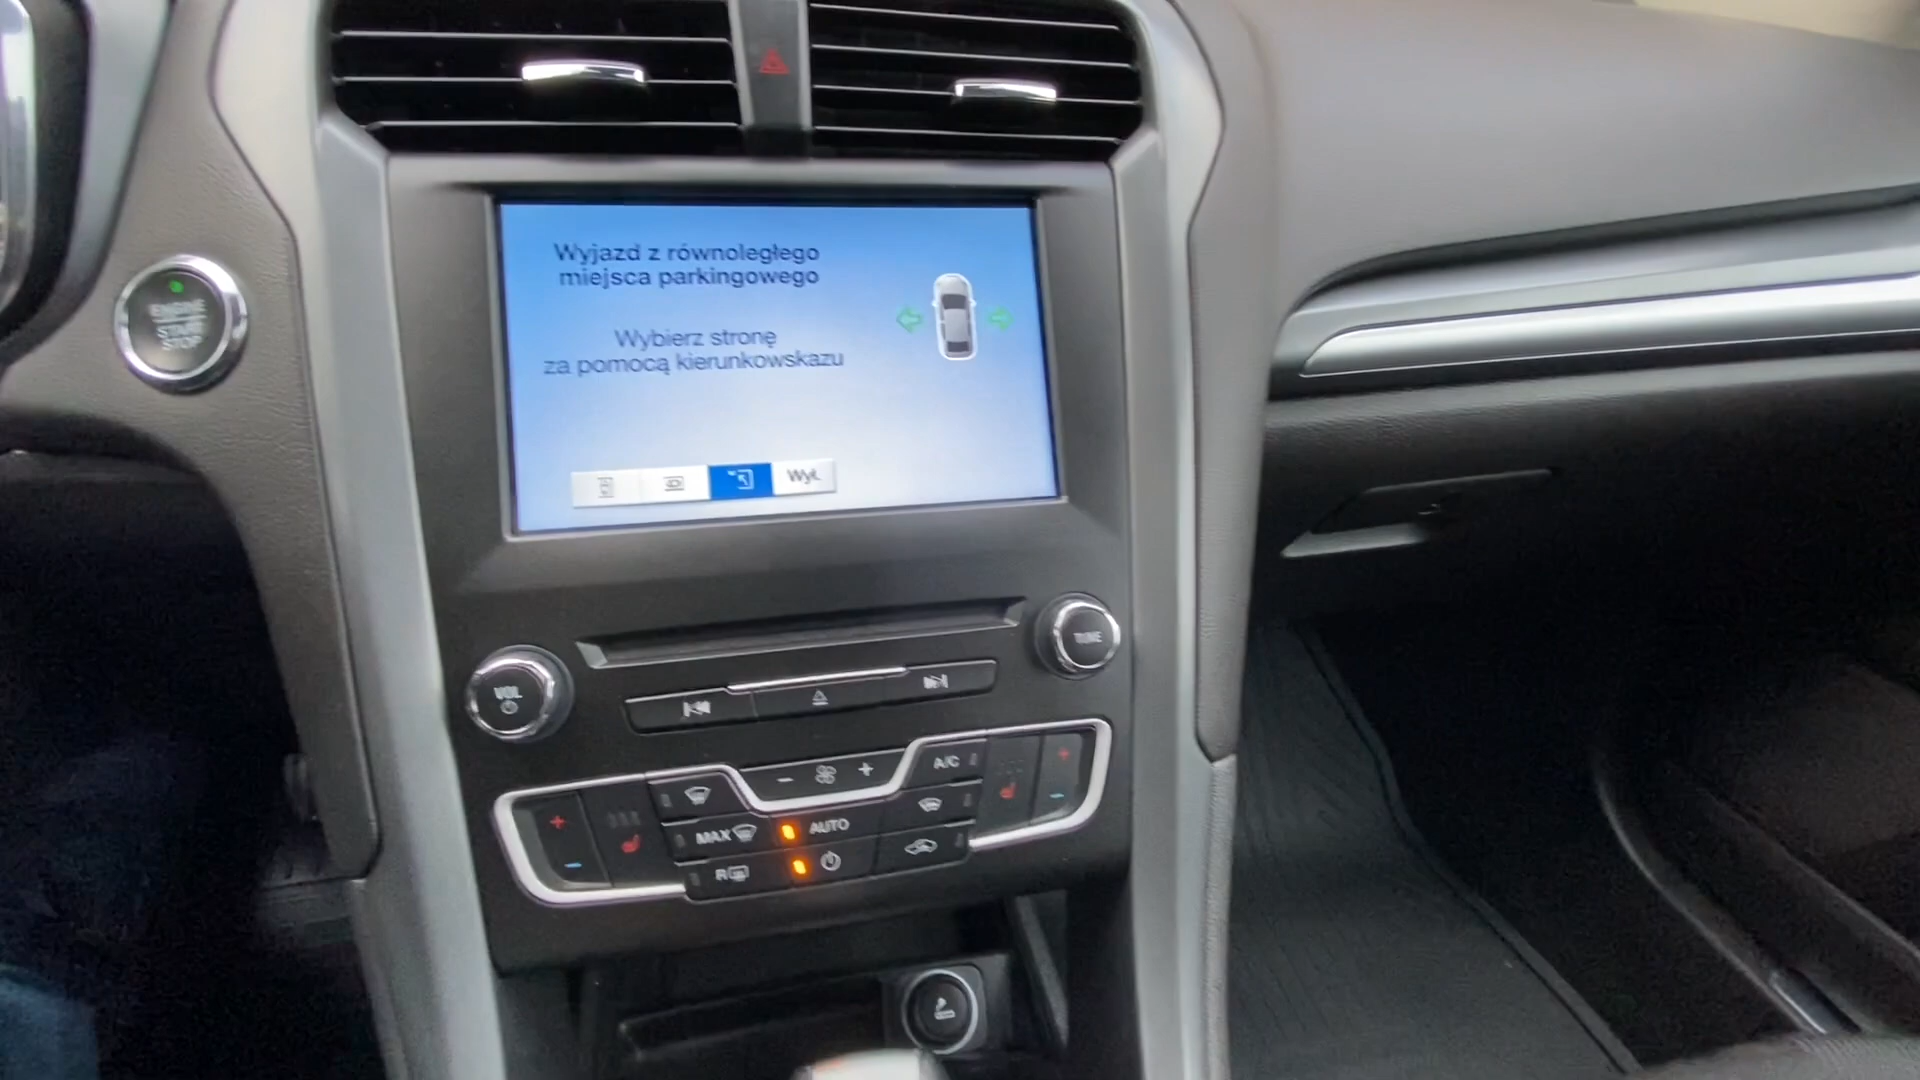 Wyjazd z równoległego
miejsca parkingowego
Wybierz stronę
za pomocą kierunkowskazu
Wył.
ENGINE
START
STOP
VOL
TUNE
A/C
MAX
AUTO
R